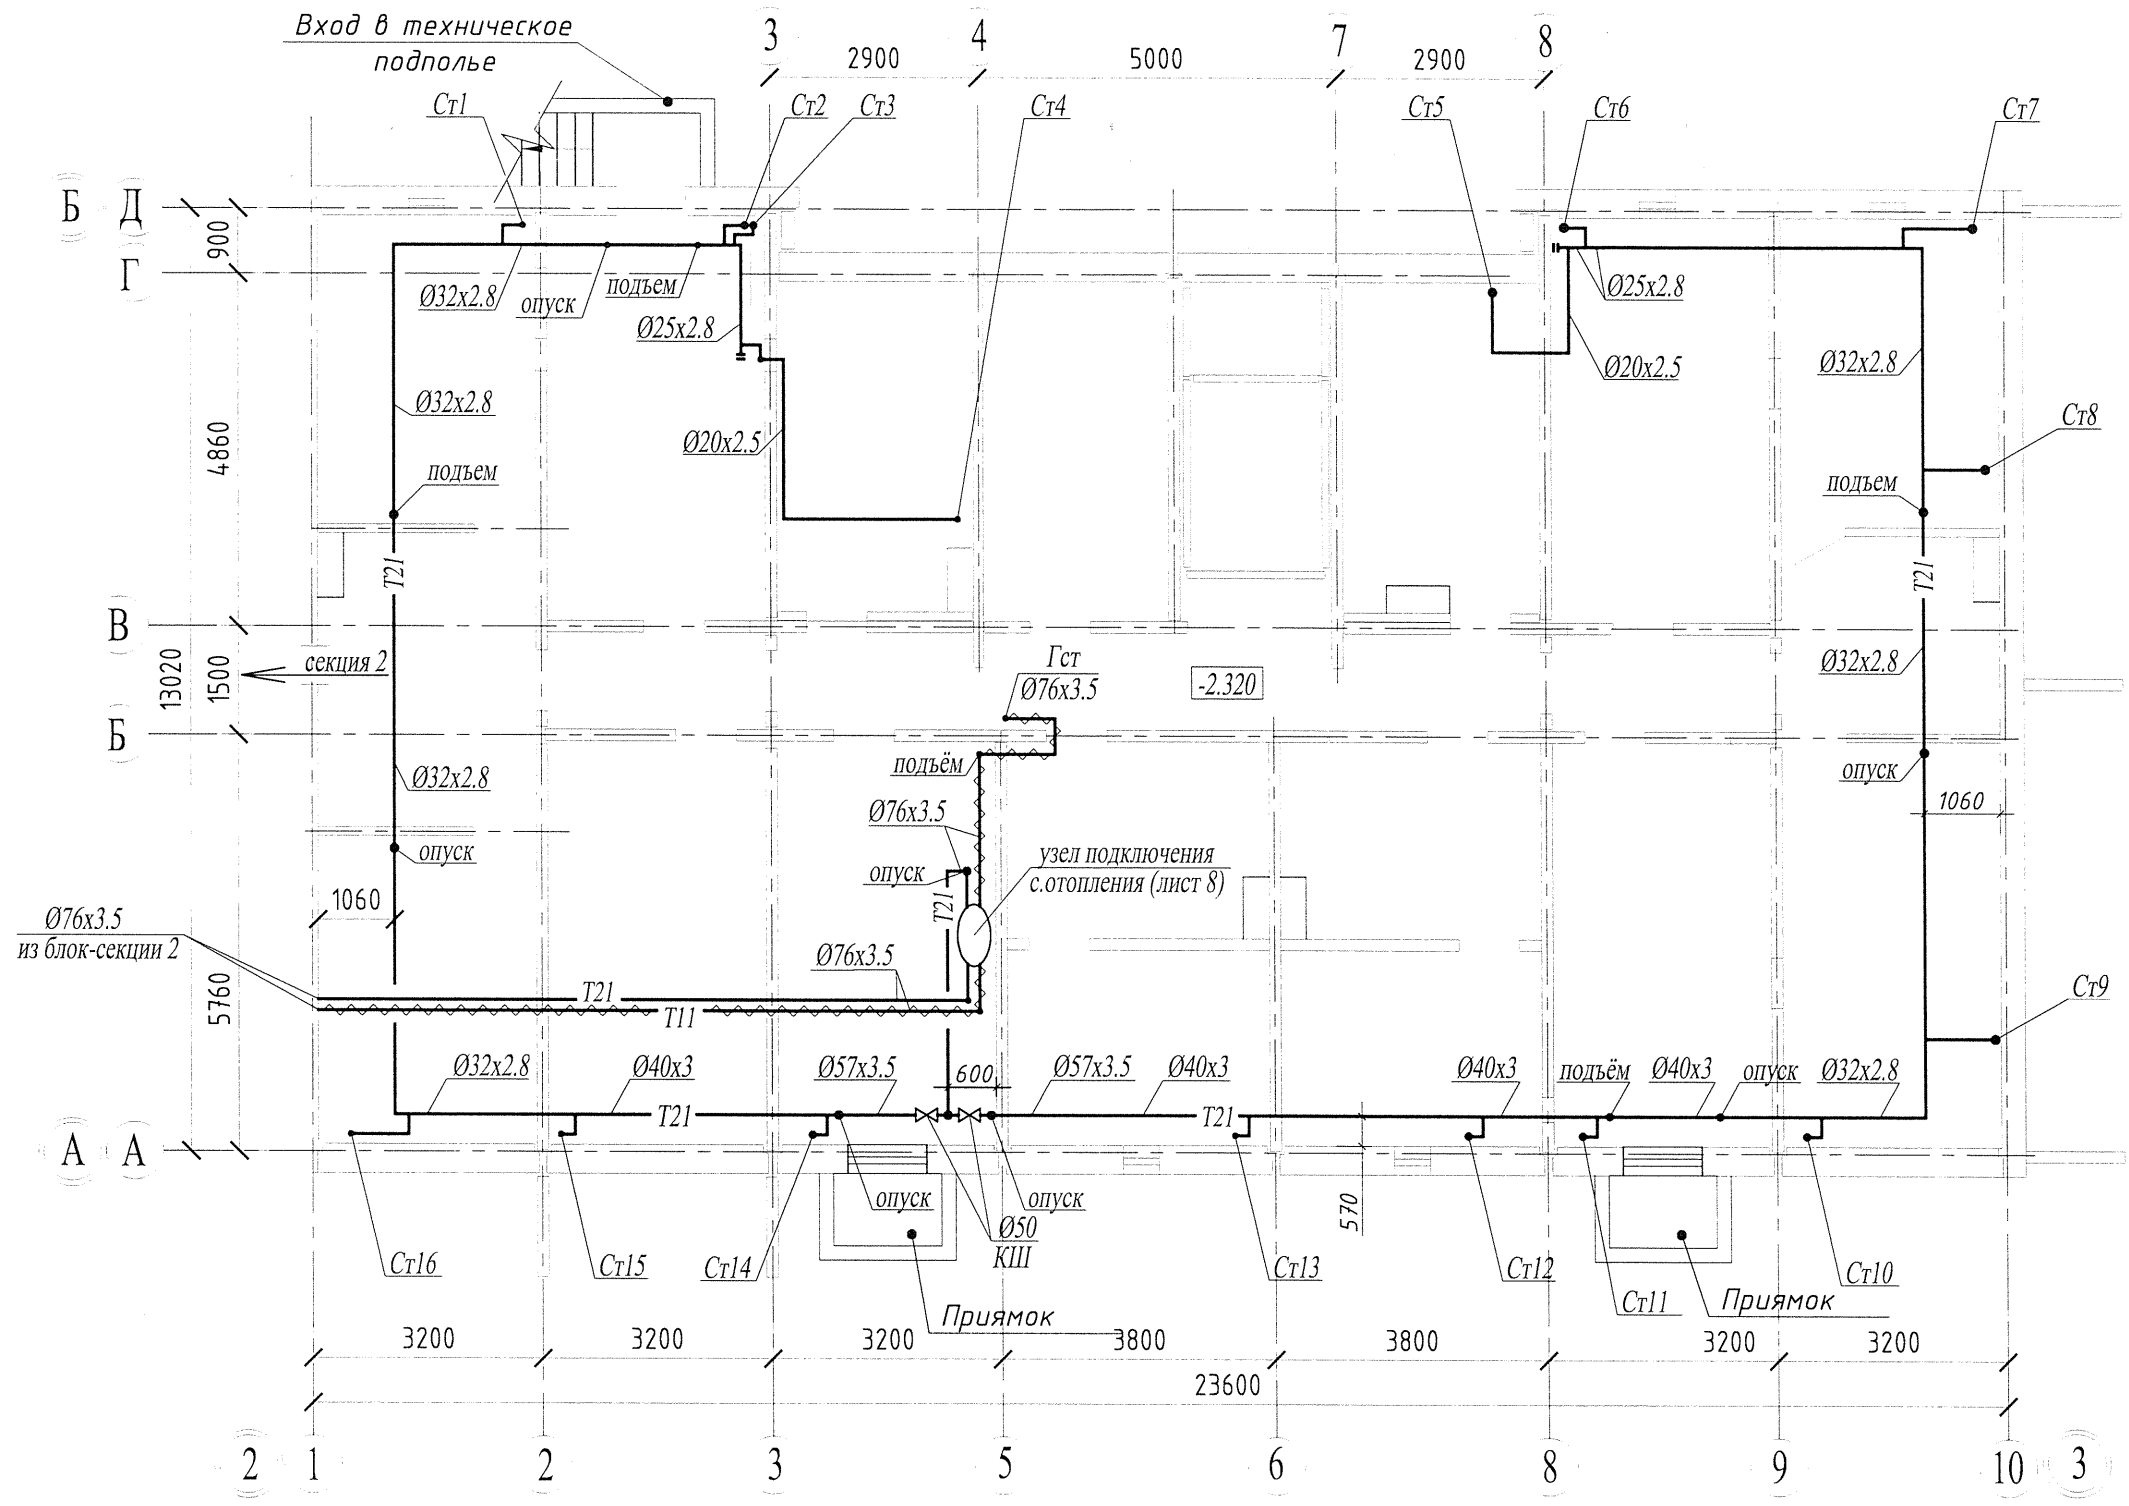 Вход в техническое
подполье
3
4
7
8
2900
5000
2900
Ст1
Ст2
Ст3
Ст4
Ст5
Ст6
Ст7
Б
Д
900
Г
Ø32x2.8
опуск
подъем
Ø25x2.8
Ø25x2.8
Ø20x2.5
Ø32x2.8
Ø32x2.8
4860
Ø20x2.5
Ст8
подъем
подъем
Т21
Т21
В
13020
1500
секция 2
Гст
Ø76x3.5
-2.320
Ø32x2.8
Б
подъём
Ø32x2.8
опуск
1060
Ø76x3.5
опуск
узел подключения
с.отопления (лист 8)
опуск
Т21
1060
Ø76x3.5
из блок-секции 2
5760
Ø76x3.5
Т21
Т11
Ст9
Ø32x2.8
Ø40x3
Ø57x3.5
600
Ø57x3.5
Ø40x3
Ø40x3
подъём
Ø40x3
опуск
Ø32x2.8
Т21
Т21
А
А
опуск
опуск
570
Ø50
КШ
Ст16
Ст15
Ст14
Ст13
Ст12
Ст11
Ст10
Приямок
Приямок
3200
3200
3200
3800
3800
3200
3200
23600
2
1
2
3
5
6
8
9
10
3